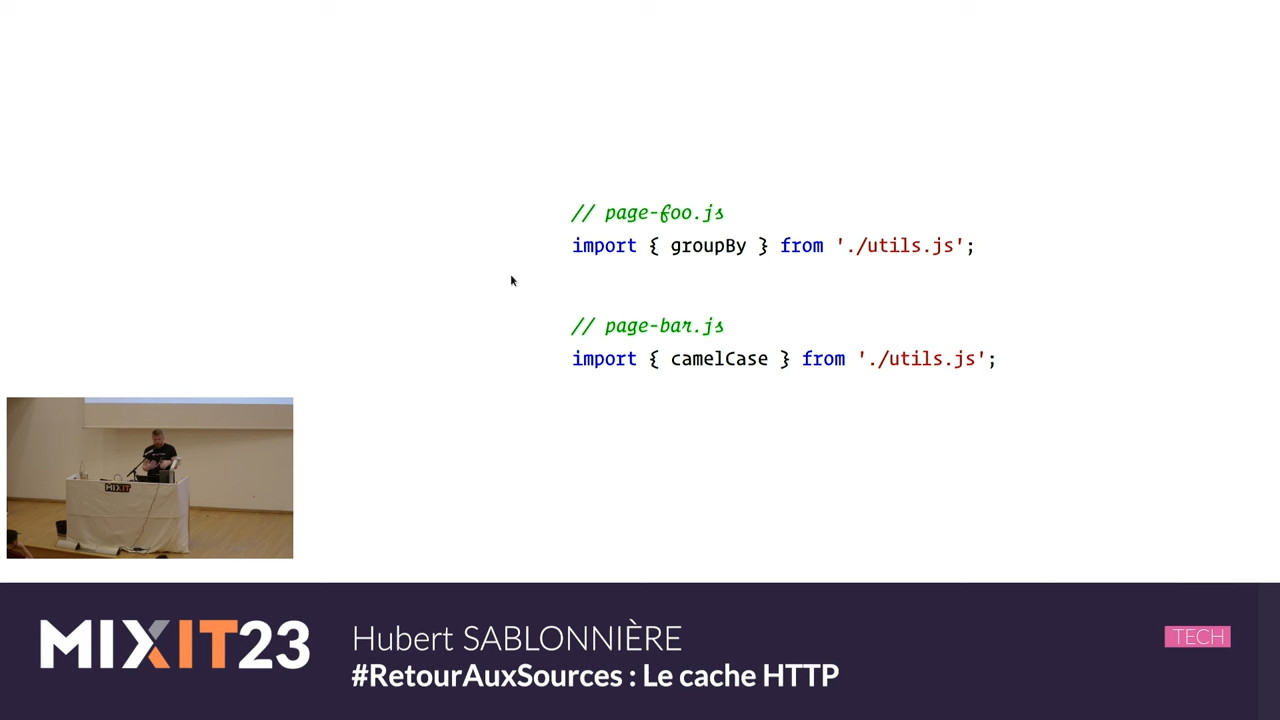 // page-foo.js
import { groupBy } from './utils.js';
// page-bar.js
import { camelCase } from './utils.js';
MIXIT
MIXIT23
Hubert SABLONNIÈRE
#RetourAuxSources : Le cache HTTP
TECH